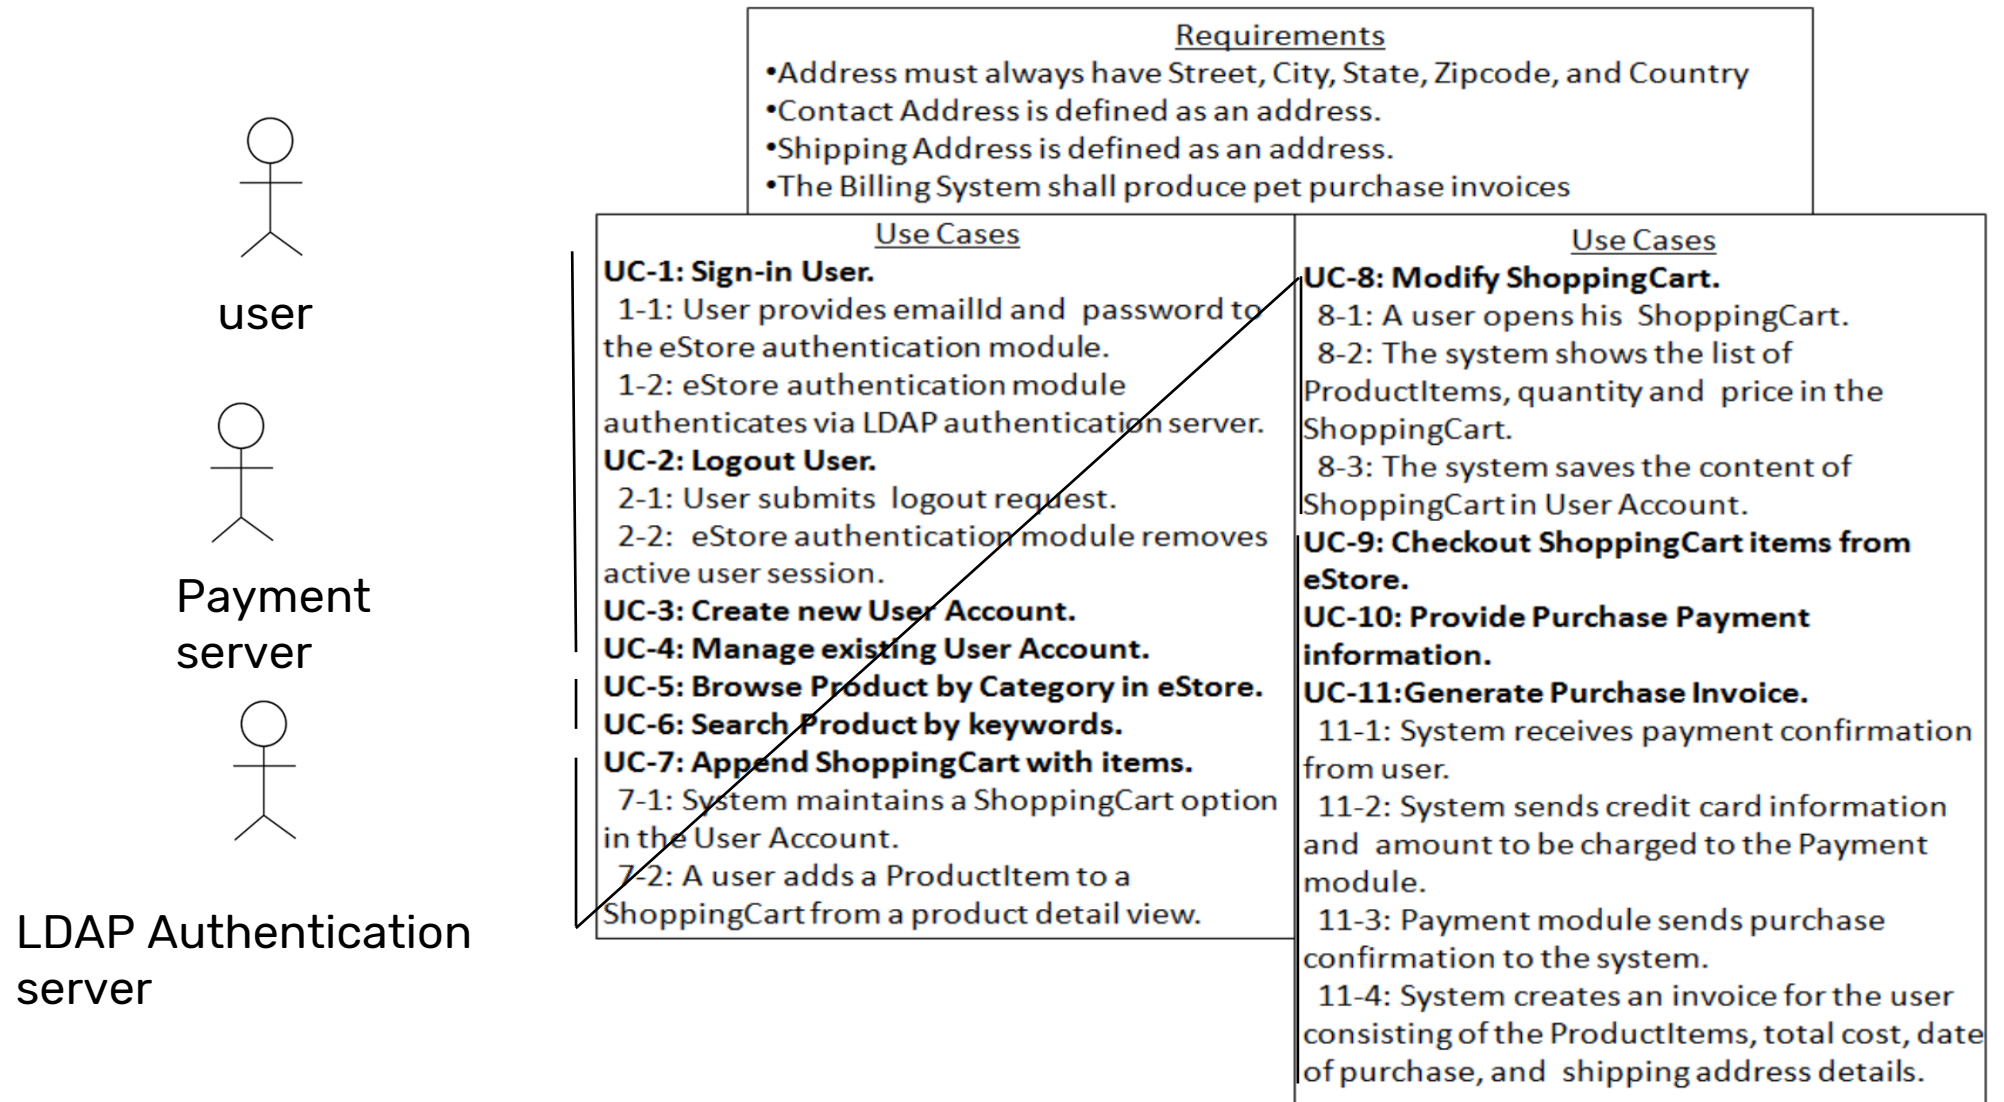 user
Payment
server
LDAP Authentication
server
Requirements
•Address must always have Street, City, State, Zipcode, and Country
•Contact Address is defined as an address.
•Shipping Address is defined as an address.
•The Billing System shall produce pet purchase invoices
Use Cases
UC-1: Sign-in User.
1-1: User provides emailId and password to
the eStore authentication module.
1-2: eStore authentication module
authenticates via LDAP authentication server.
UC-2: Logout User.
2-1: User submits logout request.
2-2: eStore authentication module removes
active user session.
UC-3: Create new User Account.
UC-4: Manage existing User Account.
UC-5: Browse Product by Category in eStore.
UC-6: Search Product by keywords.
UC-7: Append ShoppingCart with items.
7-1: System maintains a ShoppingCart option
in the User Account.
7-2: A user adds a ProductItem to a
ShoppingCart from a product detail view.
Use Cases
UC-8: Modify ShoppingCart.
8-1: A user opens his ShoppingCart.
8-2: The system shows the list of
ProductItems, quantity and price in the
ShoppingCart.
8-3: The system saves the content of
ShoppingCart in User Account.
UC-9: Checkout ShoppingCart items from
eStore.
UC-10: Provide Purchase Payment
information.
UC-11:Generate Purchase Invoice.
11-1: System receives payment confirmation
from user.
11-2: System sends credit card information
and amount to be charged to the Payment
module.
11-3: Payment module sends purchase
confirmation to the system.
11-4: System creates an invoice for the user
consisting of the ProductItems, total cost, date
of purchase, and shipping address details.